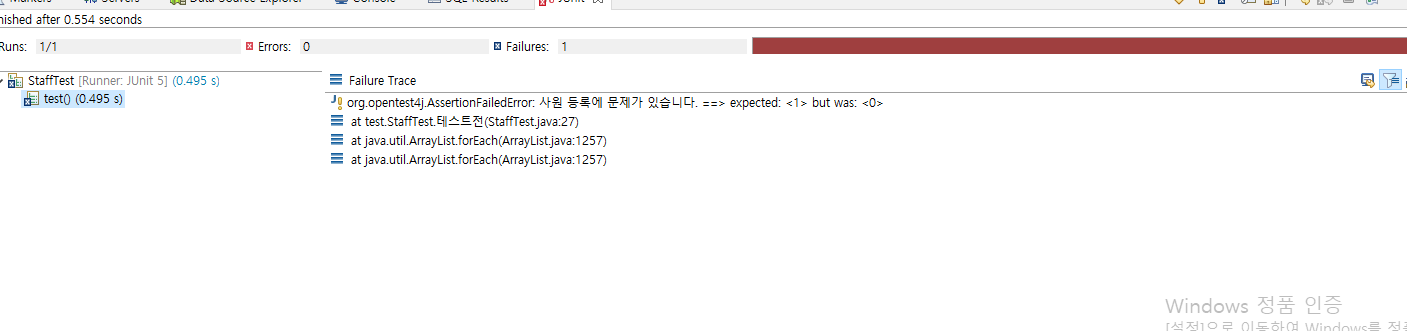 Markers Servers Data Source Explorer Console SQL Results JUnit
nished after 0.554 seconds
Runs: 1/1 Errors: 0 Failures: 1
StaffTest [Runner: JUnit 5] (0.495 s)
test() (0.495 s)
Failure Trace
org.opentest4j.AssertionFailedError: 사원 등록에 문제가 있습니다. ==> expected: <1> but was: <0>
at test.StaffTest.테스트전(StaffTest.java:27)
at java.util.ArrayList.forEach(ArrayList.java:1257)
at java.util.ArrayList.forEach(ArrayList.java:1257)
Windows 정품 인증
[설정]으로 이동하여 Windows를 정품